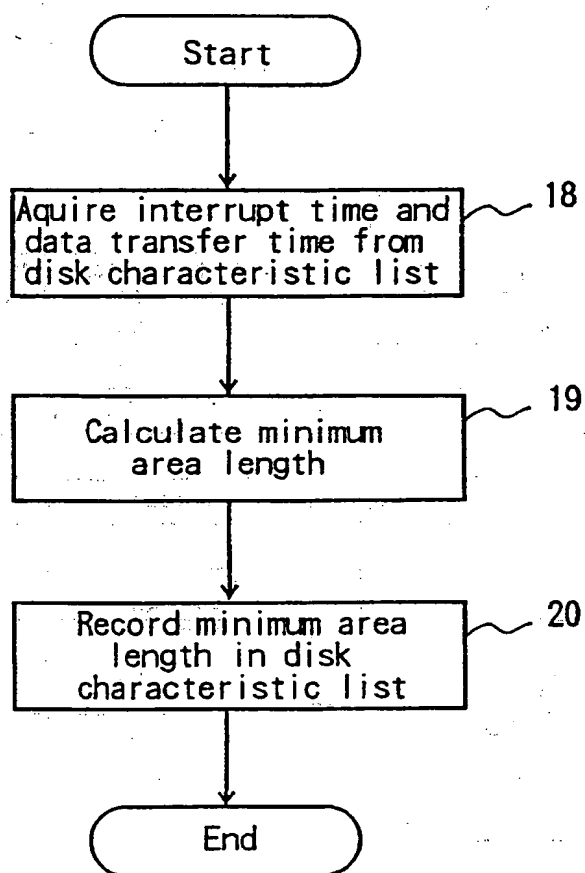 Start
Aquire interrupt time and
data transfer time from
disk characteristic list
18
Calculate minimum
area length
19
Record minimum area
length in disk
characteristic list
20
End